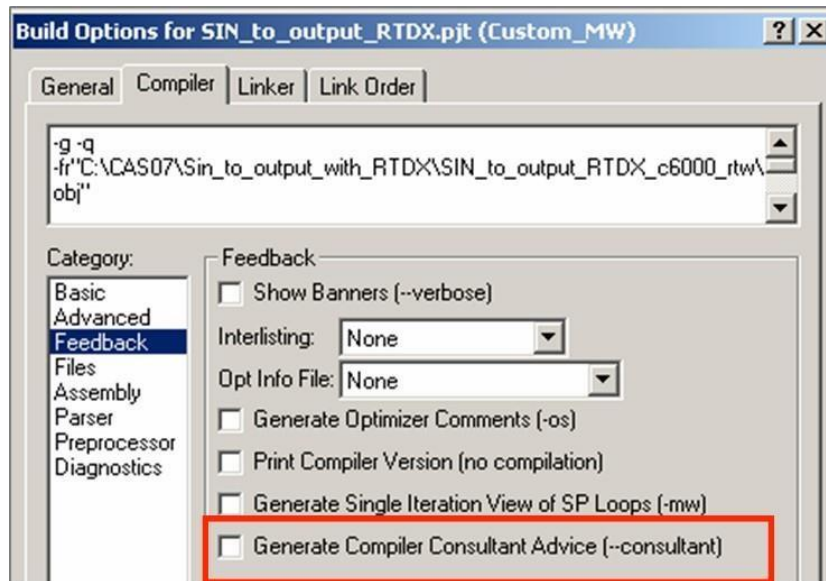 Build Options for SIN_to_output_RTDX.pjt (Custom_MW)
General Compiler Linker Link Order
-g -q
-fr"C:\CAS07\Sin_to_output_with_RTDX\SIN_to_output_RTDX_c6000_rtw\
obj"
Category:
Basic
Advanced
Feedback
Files
Assembly
Parser
Preprocessor
Diagnostics
Feedback
Show Banners (--verbose)
Interlisting: None
Opt Info File: None
Generate Optimizer Comments (-os)
Print Compiler Version (no compilation)
Generate Single Iteration View of SP Loops (-mw)
Generate Compiler Consultant Advice (--consultant)